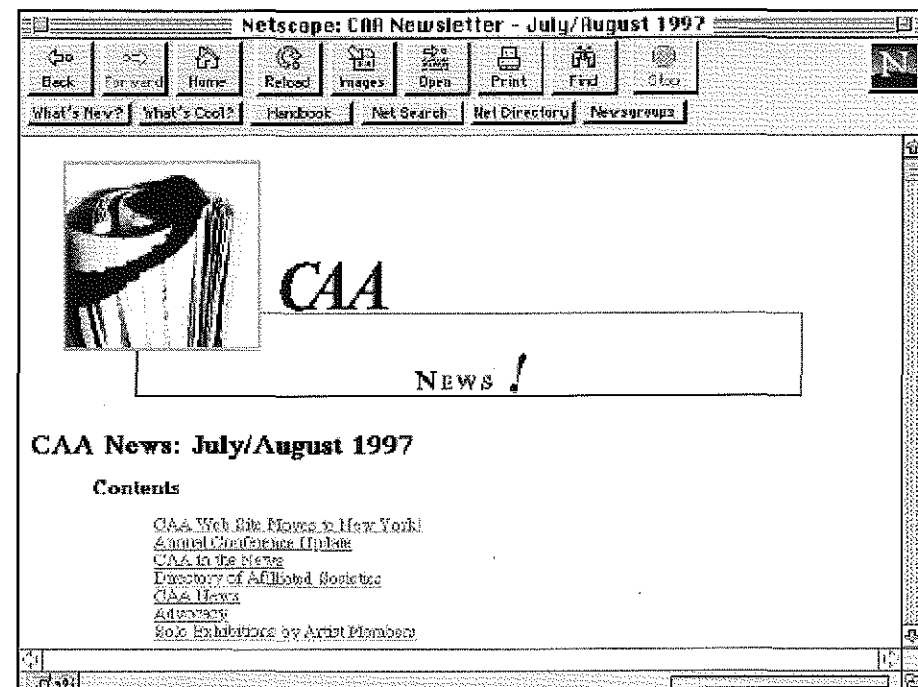 Netscape: CAA Newsletter - July/August 1997
Back Forward Home Reload Images Open Print Find Stop
What's New? What's Cool? Handbook Net Search Net Directory Newsgroups
N
CAA
NEWS !
CAA News: July/August 1997
Contents
CAA Web Site Moves to New York!
Annual Conference Update
CAA in the News
Directory of Affiliated Societies
CAA News
Advocacy
Solo Exhibitions by Artist Members